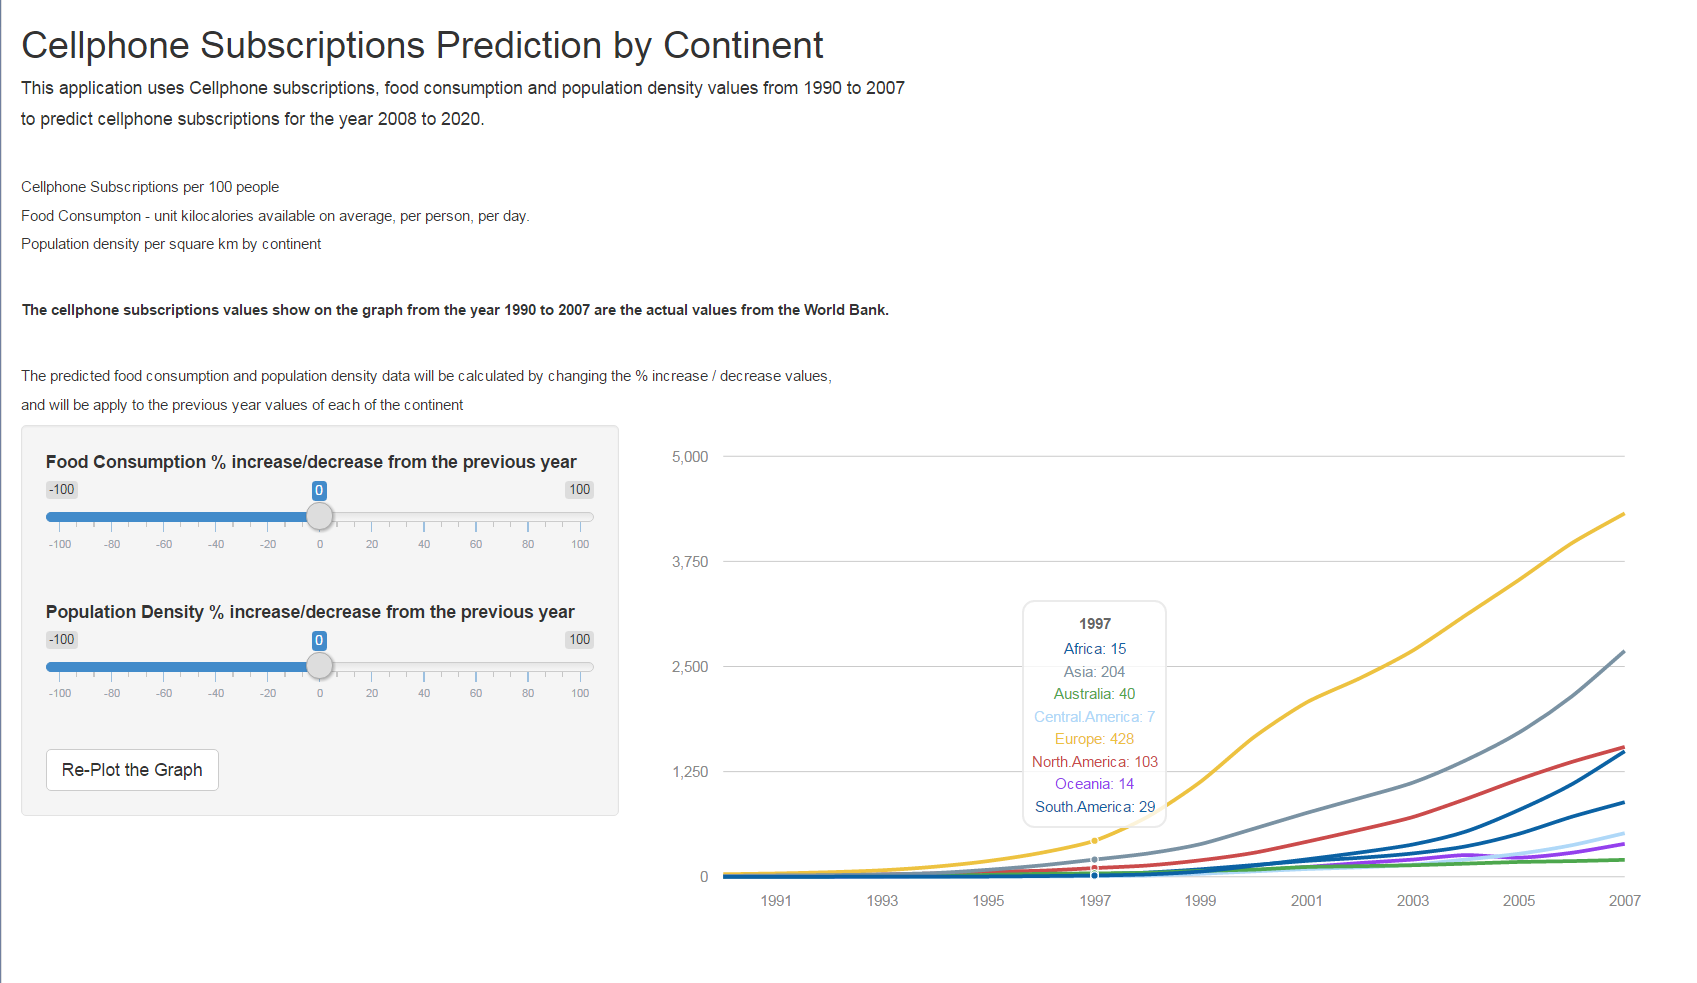 Cellphone Subscriptions Prediction by Continent
This application uses Cellphone subscriptions, food consumption and population density values from 1990 to 2007
to predict cellphone subscriptions for the year 2008 to 2020.
Cellphone Subscriptions per 100 people
Food Consumpton - unit kilocalories available on average, per person, per day.
Population density per square km by continent
The cellphone subscriptions values show on the graph from the year 1990 to 2007 are the actual values from the World Bank.
The predicted food consumption and population density data will be calculated by changing the % increase / decrease values,
and will be apply to the previous year values of each of the continent
Food Consumption % increase/decrease from the previous year
-100 0 100
-100 -80 -60 -40 -20 0 20 40 60 80 100
Population Density % increase/decrease from the previous year
-100 0 100
-100 -80 -60 -40 -20 0 20 40 60 80 100
Re-Plot the Graph
5,000
3,750
2,500
1,250
0
1997
Africa: 15
Asia: 204
Australia: 40
Central.America: 7
Europe: 428
North.America: 103
Oceania: 14
South.America: 29
1991 1993 1995 1997 1999 2001 2003 2005 2007